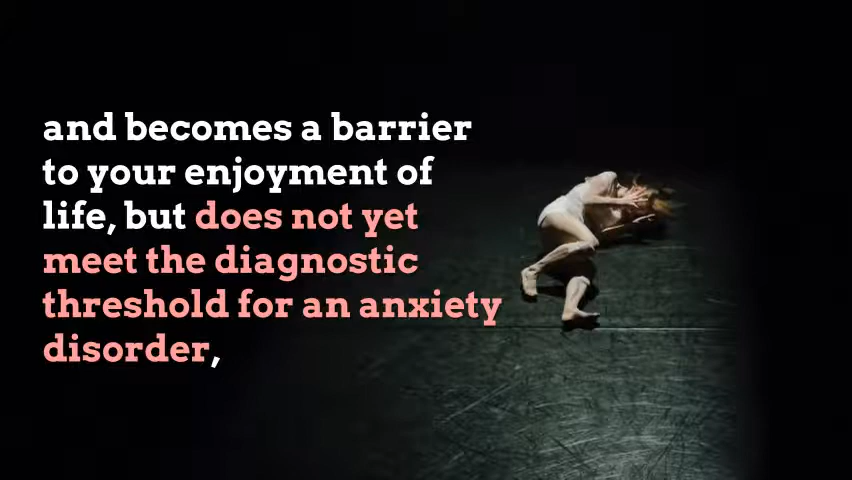 and becomes a barrier
to your enjoyment of
life, but does not yet
meet the diagnostic
threshold for an anxiety
disorder,